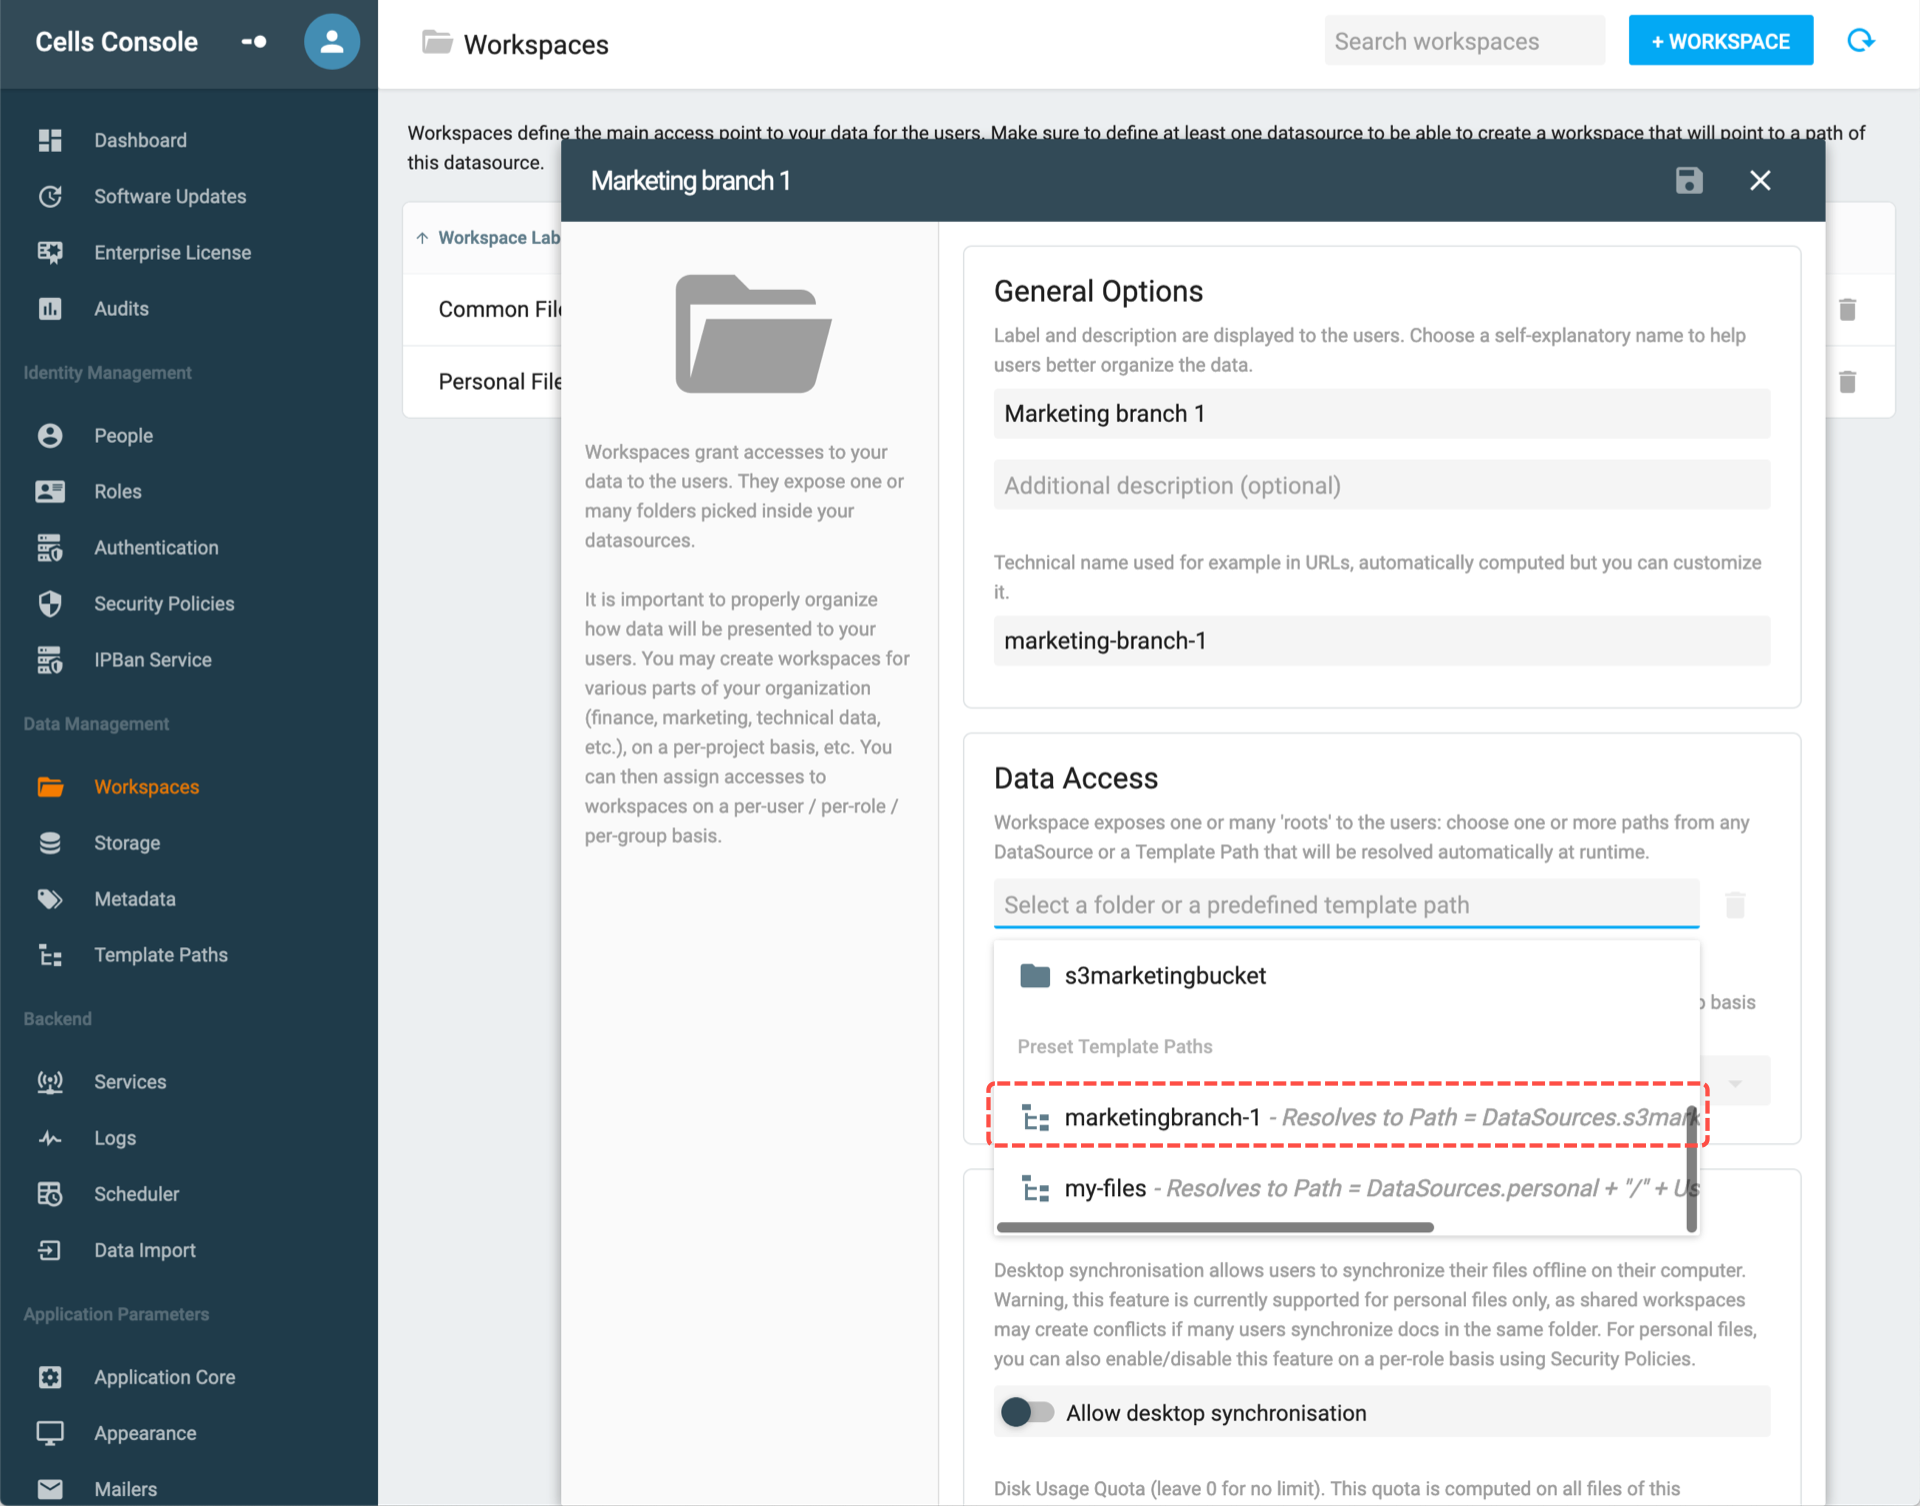 Cells Console
Workspaces
Search workspaces
+ WORKSPACE
Dashboard
Software Updates
Enterprise License
Audits
Identity Management
People
Roles
Authentication
Security Policies
IPBan Service
Data Management
Workspaces
Storage
Metadata
Template Paths
Backend
Services
Logs
Scheduler
Data Import
Application Parameters
Application Core
Appearance
Mailers
Workspaces define the main access point to your data for the users. Make sure to define at least one datasource to be able to create a workspace that will point to a path of
this datasource.
Workspace Lab
Common File
Personal File
Marketing branch 1
Workspaces grant accesses to your
data to the users. They expose one or
many folders picked inside your
datasources.
It is important to properly organize
how data will be presented to your
users. You may create workspaces for
various parts of your organization
(finance, marketing, technical data,
etc.), on a per-project basis, etc. You
can then assign accesses to
workspaces on a per-user / per-role /
per-group basis.
General Options
Label and description are displayed to the users. Choose a self-explanatory name to help
users better organize the data.
Marketing branch 1
Additional description (optional)
Technical name used for example in URLs, automatically computed but you can customize
it.
marketing-branch-1
Data Access
Workspace exposes one or many 'roots' to the users: choose one or more paths from any
DataSource or a Template Path that will be resolved automatically at runtime.
Select a folder or a predefined template path
s3marketingbucket
basis
Preset Template Paths
marketingbranch-1 - Resolves to Path = DataSources.s3mark
my-files - Resolves to Path = DataSources.personal + "/" + Us
Desktop synchronisation allows users to synchronize their files offline on their computer.
Warning, this feature is currently supported for personal files only, as shared workspaces
may create conflicts if many users synchronize docs in the same folder. For personal files,
you can also enable/disable this feature on a per-role basis using Security Policies.
Allow desktop synchronisation
Disk Usage Quota (leave 0 for no limit). This quota is computed on all files of this